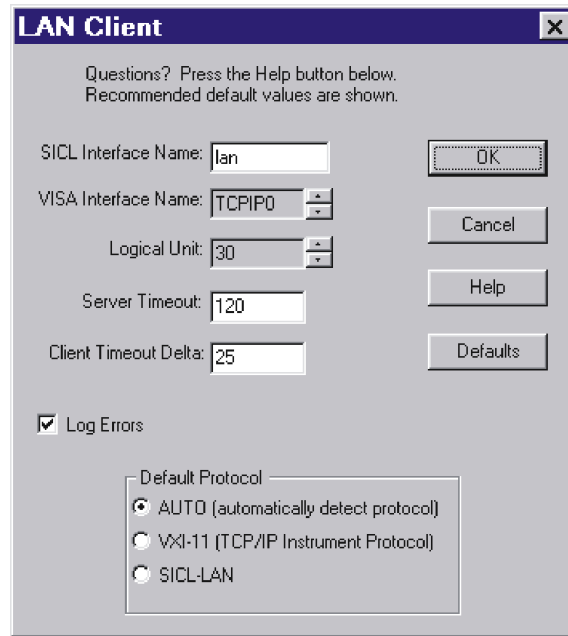 LAN Client
Questions? Press the Help button below.
Recommended default values are shown.
SICL Interface Name: lan
OK
VISA Interface Name: TCPIP0
Cancel
Logical Unit: 30
Help
Server Timeout: 120
Client Timeout Delta: 25
Defaults
Log Errors
Default Protocol
AUTO (automatically detect protocol)
VXI-11 (TCP/IP Instrument Protocol)
SICL-LAN